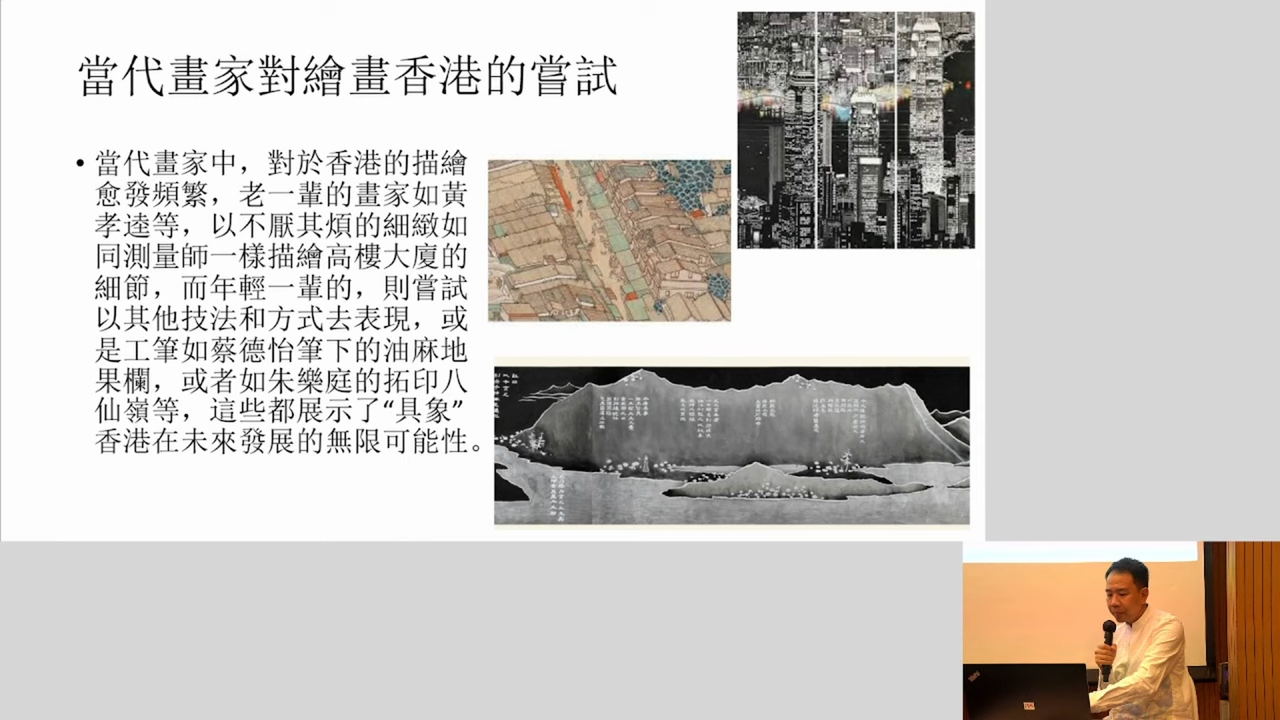 當代畫家對繪畫香港的嘗試
• 當代畫家中，對於香港的描繪
愈發頻繁，老一輩的畫家如黃
孝逵等，以不厭其煩的細緻如
同測量師一樣描繪高樓大廈的
細節，而年輕一輩的，則嘗試
以其他技法和方式去表現，或
是工筆如蔡德怡筆下的油麻地
果欄，或者如朱樂庭的拓印八
仙嶺等，這些都展示了“具象”
香港在未來發展的無限可能性。